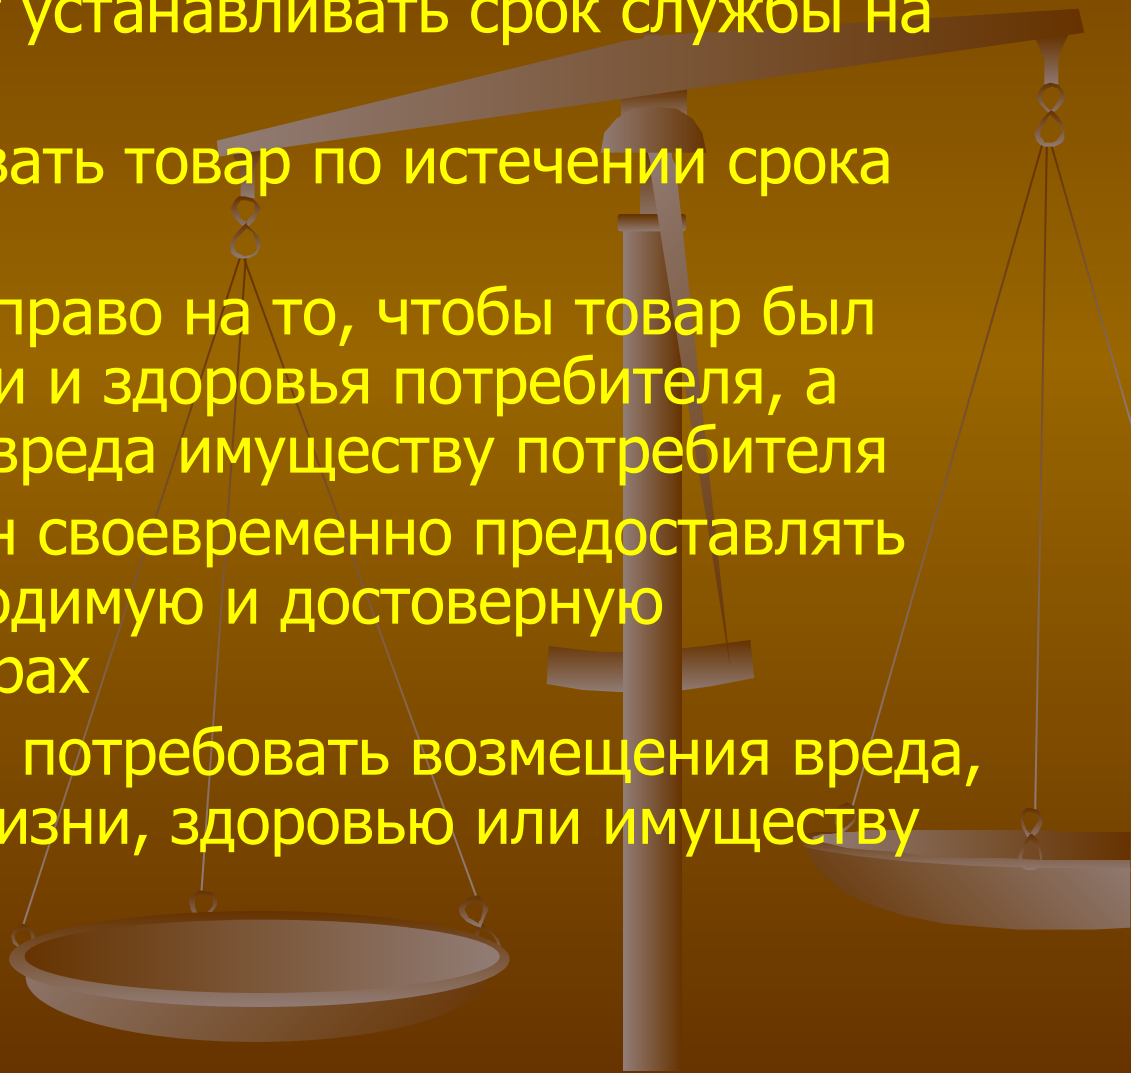 устанавливать срок службы на
вать товар по истечении срока
право на то, чтобы товар был
и и здоровья потребителя, а
вреда имуществу потребителя
н своевременно предоставлять
одимую и достоверную
рах
потребовать возмещения вреда,
изни, здоровью или имуществу